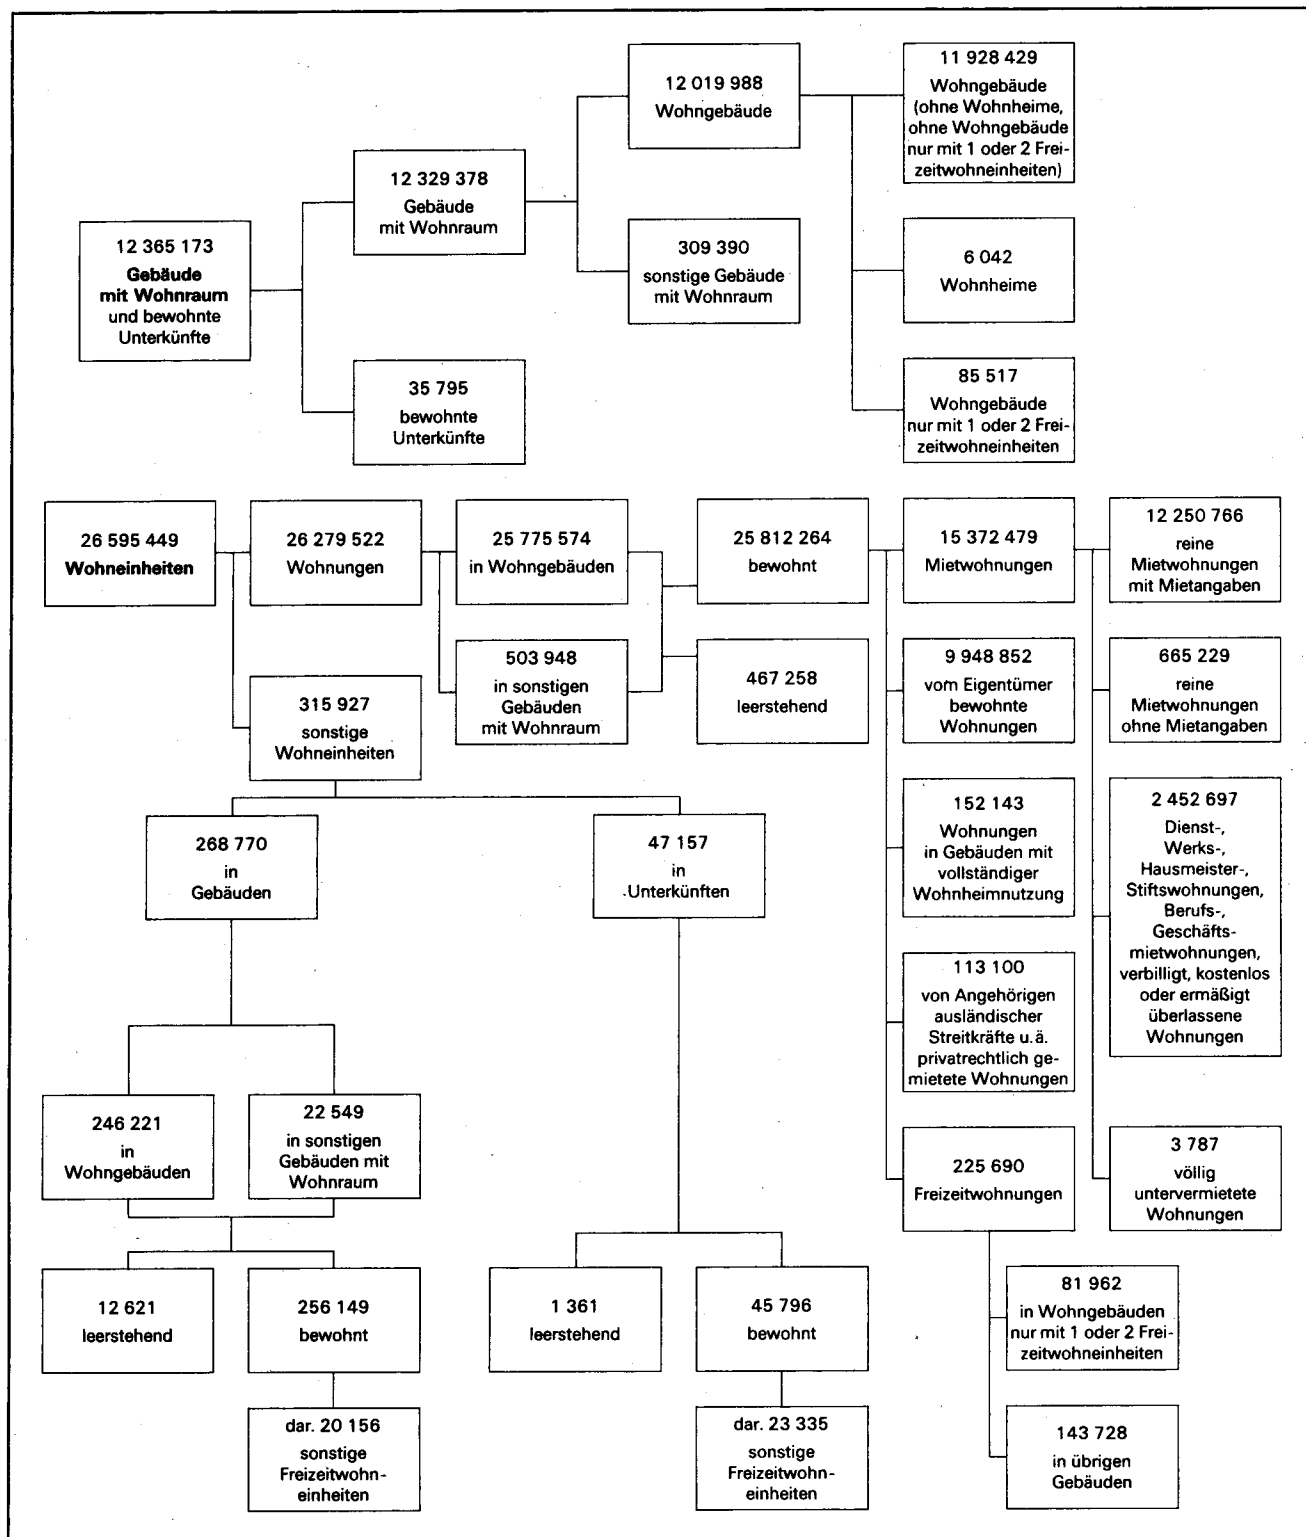 12 365 173
Gebäude
mit Wohnraum
und bewohnte
Unterkünfte
12 329 378
Gebäude
mit Wohnraum
35 795
bewohnte
Unterkünfte
12 019 988
Wohngebäude
309 390
sonstige Gebäude
mit Wohnraum
11 928 429
Wohngebäude
(ohne Wohnheime,
ohne Wohngebäude
nur mit 1 oder 2 Frei-
zeitwohneinheiten)
6 042
Wohnheime
85 517
Wohngebäude
nur mit 1 oder 2 Frei-
zeitwohneinheiten
26 595 449
Wohneinheiten
26 279 522
Wohnungen
315 927
sonstige
Wohneinheiten
25 775 574
in Wohngebäuden
503 948
in sonstigen
Gebäuden
mit Wohnraum
25 812 264
bewohnt
467 258
leerstehend
15 372 479
Mietwohnungen
9 948 852
vom Eigentümer
bewohnte
Wohnungen
152 143
Wohnungen
in Gebäuden mit
vollständiger
Wohnheimnutzung
113 100
von Angehörigen
ausländischer
Streitkräfte u. ä.
privatrechtlich ge-
mietete Wohnungen
225 690
Freizeitwohnungen
12 250 766
reine
Mietwohnungen
mit Mietangaben
665 229
reine
Mietwohnungen
ohne Mietangaben
2 452 697
Dienst-,
Werks-,
Hausmeister-,
Stiftswohnungen,
Berufs-,
Geschäfts-
mietwohnungen,
verbilligt, kostenlos
oder ermäßigt
überlassene
Wohnungen
3 787
völlig
untervermietete
Wohnungen
81 962
in Wohngebäuden
nur mit 1 oder 2 Frei-
zeitwohneinheiten
143 728
in übrigen
Gebäuden
268 770
in
Gebäuden
47 157
in
Unterkünften
246 221
in
Wohngebäuden
22 549
in sonstigen
Gebäuden mit
Wohnraum
12 621
leerstehend
256 149
bewohnt
dar. 20 156
sonstige
Freizeitwohn-
einheiten
1 361
leerstehend
45 796
bewohnt
dar. 23 335
sonstige
Freizeitwohn-
einheiten